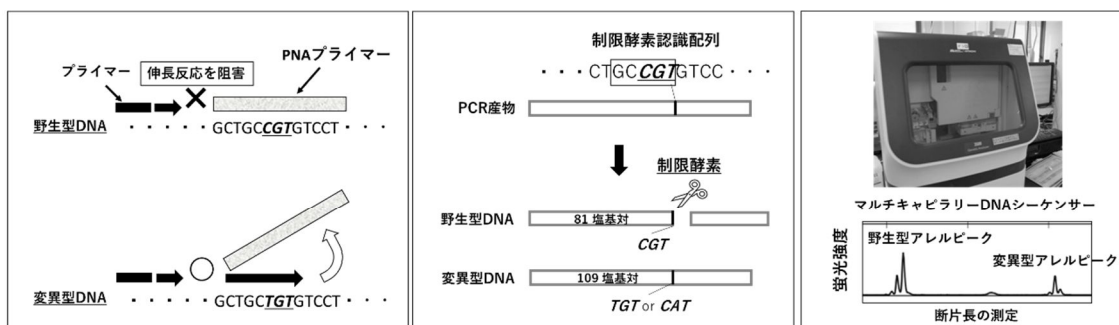 プライマー
伸長反応を阻害
PNAプライマー
野生型DNA
・・・・・GCTGCCGTGTCCT・・・
変異型DNA
・・・・・GCTGCTGTGTCCT・・・
制限酵素認識配列
・・・CTGCCGTGTCC・・・
PCR産物
制限酵素
野生型DNA
81 塩基対
CGT
変異型DNA
109 塩基対
TGT or CAT
マルチキャピラリーDNAシーケンサー
蛍光強度
野生型アレルピーク
変異型アレルピーク
断片長の測定